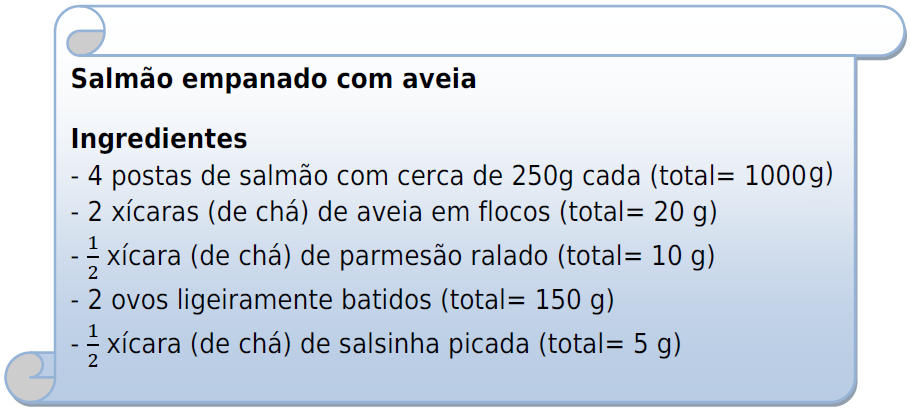 Salmão empanado com aveia
Ingredientes
- 4 postas de salmão com cerca de 250g cada (total= 1000g)
- 2 xícaras (de chá) de aveia em flocos (total= 20 g)
- 1/2 xícara (de chá) de parmesão ralado (total= 10 g)
- 2 ovos ligeiramente batidos (total= 150 g)
- 1/2 xícara (de chá) de salsinha picada (total= 5 g)